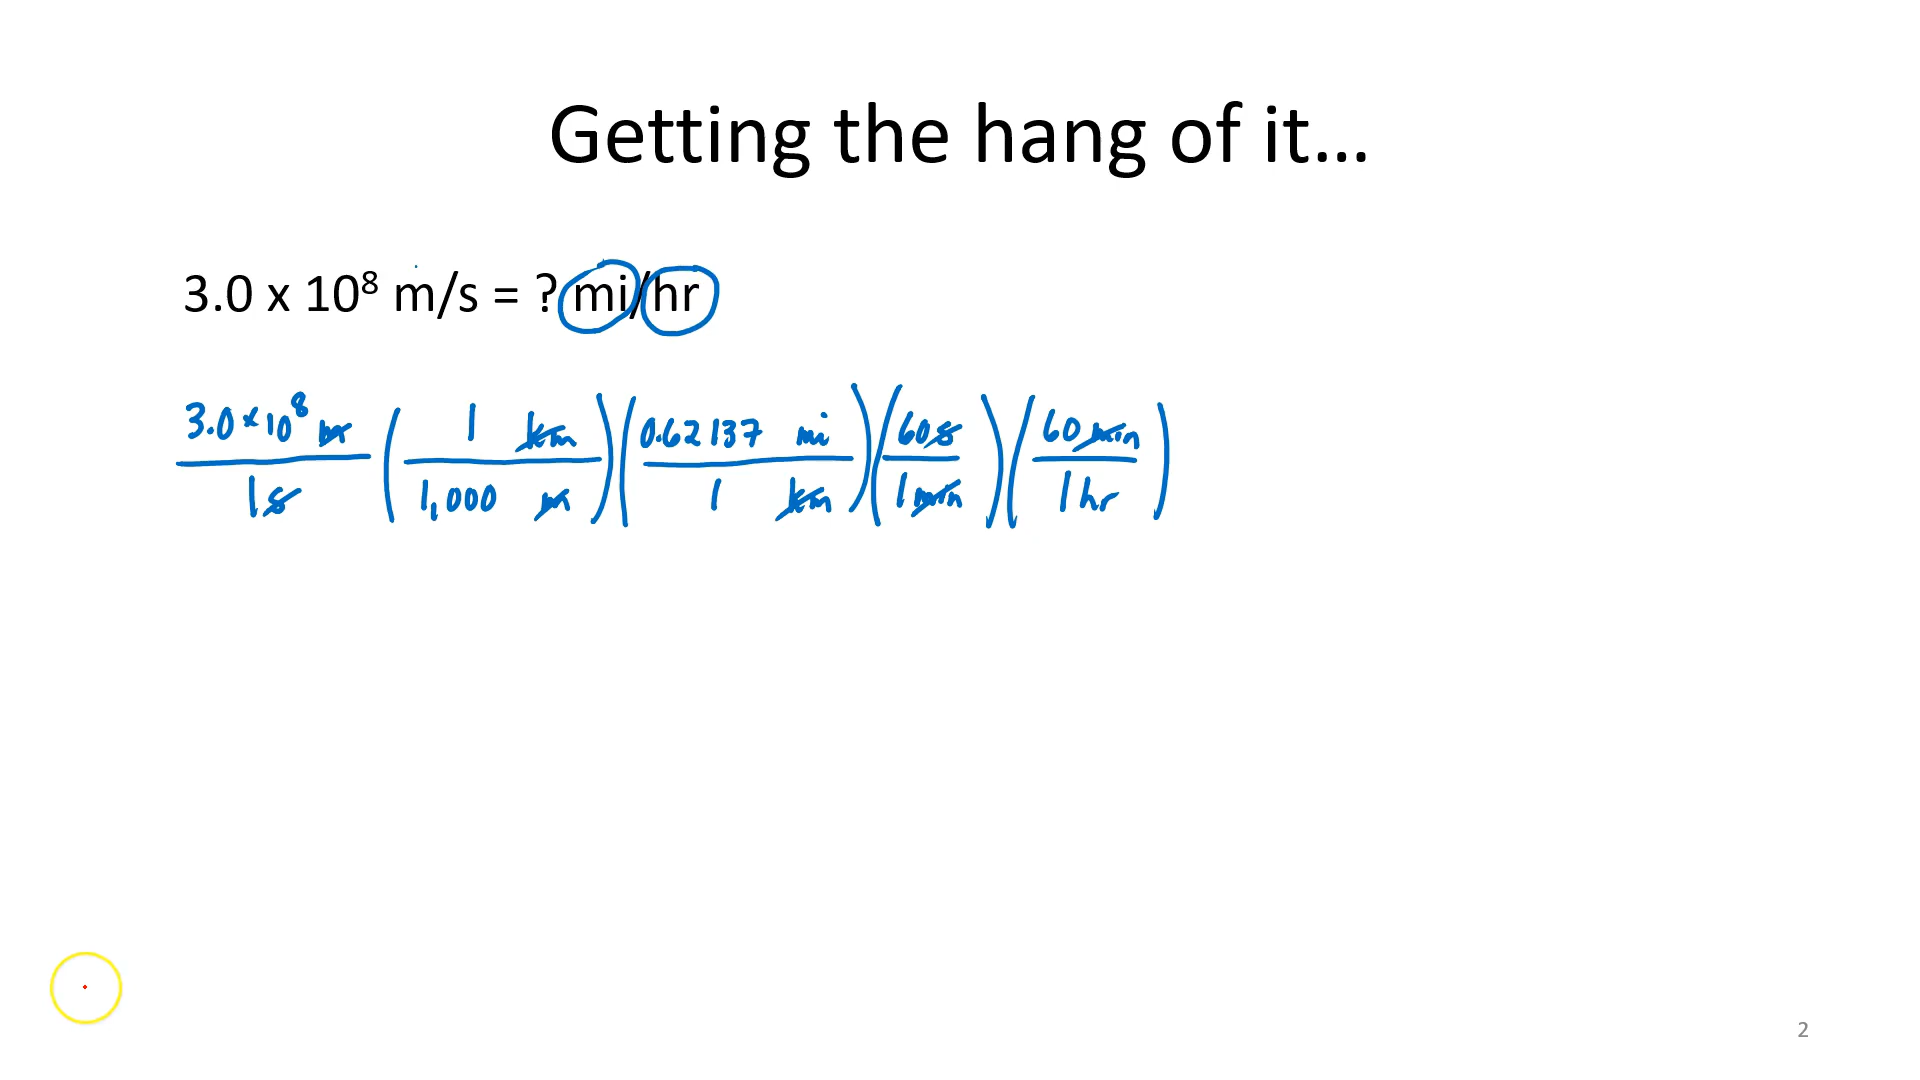 Getting the hang of it...
3.0 x 10⁸ m/s = ? mi/hr
3.0 × 10⁸ m ( 1 km ) ( 0.62137 mi ) ( 60 s ) ( 60 min )
1 s 1,000 m 1 km 1 min 1 hr
2